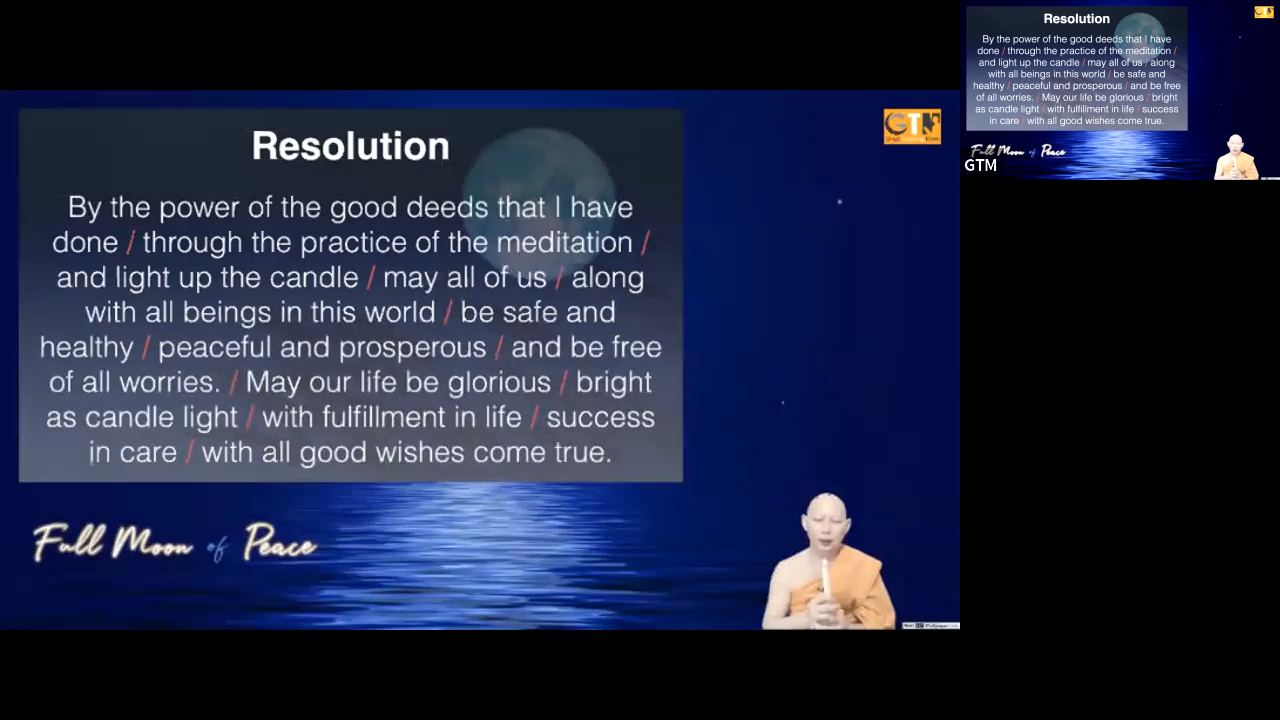 Resolution
By the power of the good deeds that I have
done / through the practice of the meditation /
and light up the candle / may all of us / along
with all beings in this world / be safe and
healthy / peaceful and prosperous / and be free
of all worries. / May our life be glorious / bright
as candle light / with fulfillment in life / success
in care / with all good wishes come true.
Full Moon of Peace
GTM
Resolution
By the power of the good deeds that I have
done / through the practice of the meditation /
and light up the candle / may all of us / along
with all beings in this world / be safe and
healthy / peaceful and prosperous / and be free
of all worries. / May our life be glorious / bright
as candle light / with fulfillment in life / success
in care / with all good wishes come true.
Full Moon of Peace
GTM